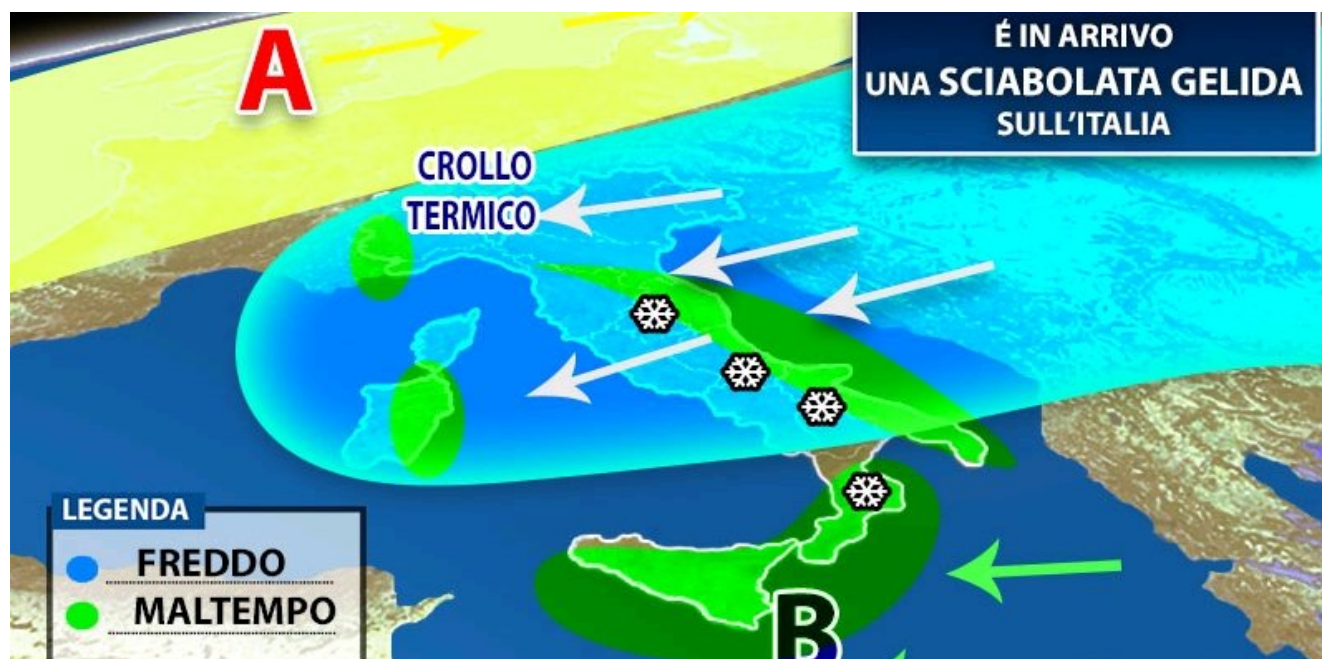 A
É IN ARRIVO
UNA SCIABOLATA GELIDA
SULL'ITALIA
CROLLO
TERMICO
LEGENDA
FREDDO
MALTEMPO
B